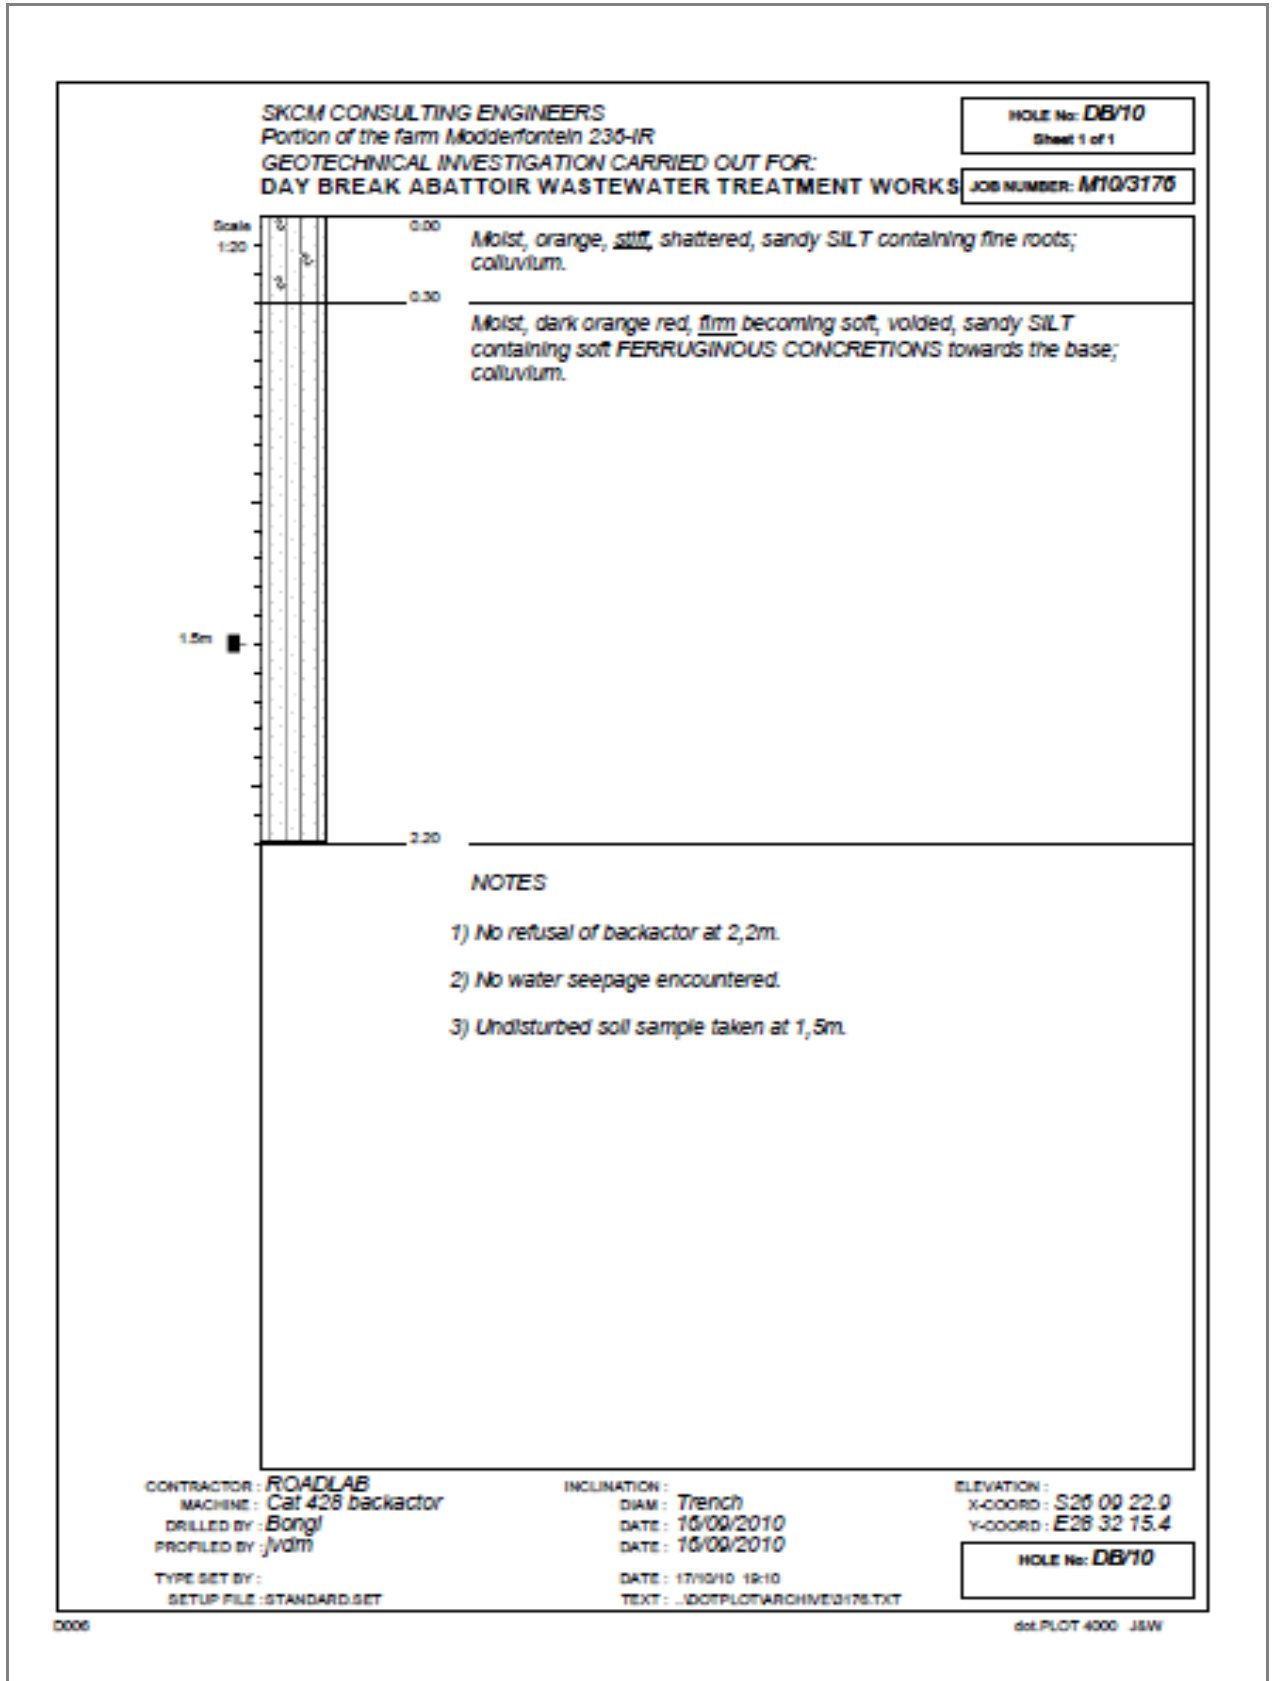 SKCM CONSULTING ENGINEERS
Portion of the farm Modderfontein 236-IR
GEOTECHNICAL INVESTIGATION CARRIED OUT FOR:
DAY BREAK ABATTOIR WASTEWATER TREATMENT WORKS
HOLE No: DB/10
Sheet 1 of 1
JOB NUMBER: M10/3176
Scale
1:20
0.00
Moist, orange, stiff, shattered, sandy SILT containing fine roots;
colluvium.
0.30
Moist, dark orange red, firm becoming soft, voided, sandy SILT
containing soft FERRUGINOUS CONCRETIONS towards the base;
colluvium.
1.5m
2.20
NOTES
1) No refusal of backactor at 2,2m.
2) No water seepage encountered.
3) Undisturbed soil sample taken at 1,5m.
CONTRACTOR : ROADLAB
MACHINE : Cat 428 backactor
DRILLED BY : Bongi
PROFILED BY : jvdm
TYPE SET BY :
SETUP FILE : STANDARD.SET
INCLINATION :
DIAM : Trench
DATE : 16/09/2010
DATE : 16/09/2010
DATE : 17/10/10 19:10
TEXT : ..\DOTPLOT\ARCHIVE\3176.TXT
ELEVATION :
X-COORD : S26 09 22.9
Y-COORD : E28 32 15.4
HOLE No: DB/10
D006
dot.PLOT 4000 J&W